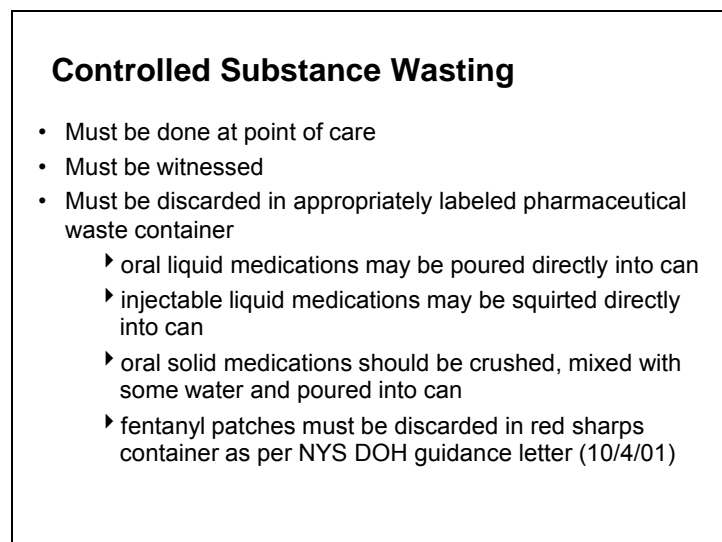 Controlled Substance Wasting
• Must be done at point of care
• Must be witnessed
• Must be discarded in appropriately labeled pharmaceutical
waste container
oral liquid medications may be poured directly into can
injectable liquid medications may be squirted directly
into can
oral solid medications should be crushed, mixed with
some water and poured into can
fentanyl patches must be discarded in red sharps
container as per NYS DOH guidance letter (10/4/01)